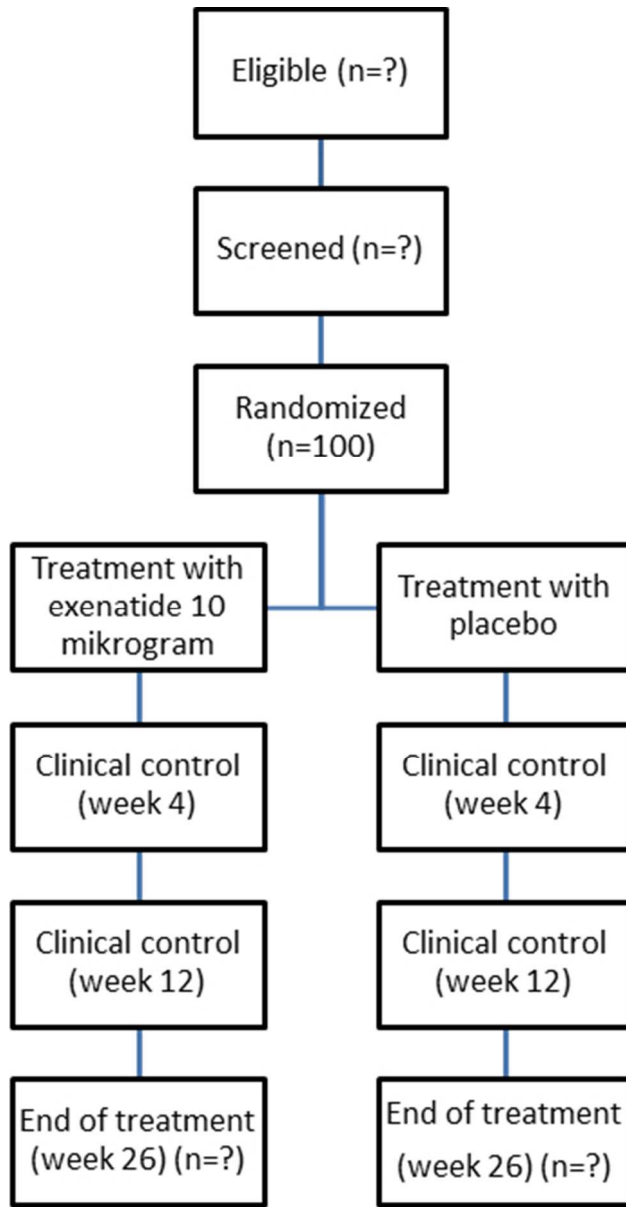 Eligible (n=?)
Screened (n=?)
Randomized
(n=100)
Treatment with
exenatide 10
mikrogram
Treatment with
placebo
Clinical control
(week 4)
Clinical control
(week 4)
Clinical control
(week 12)
Clinical control
(week 12)
End of treatment
(week 26) (n=?)
End of treatment
(week 26) (n=?)